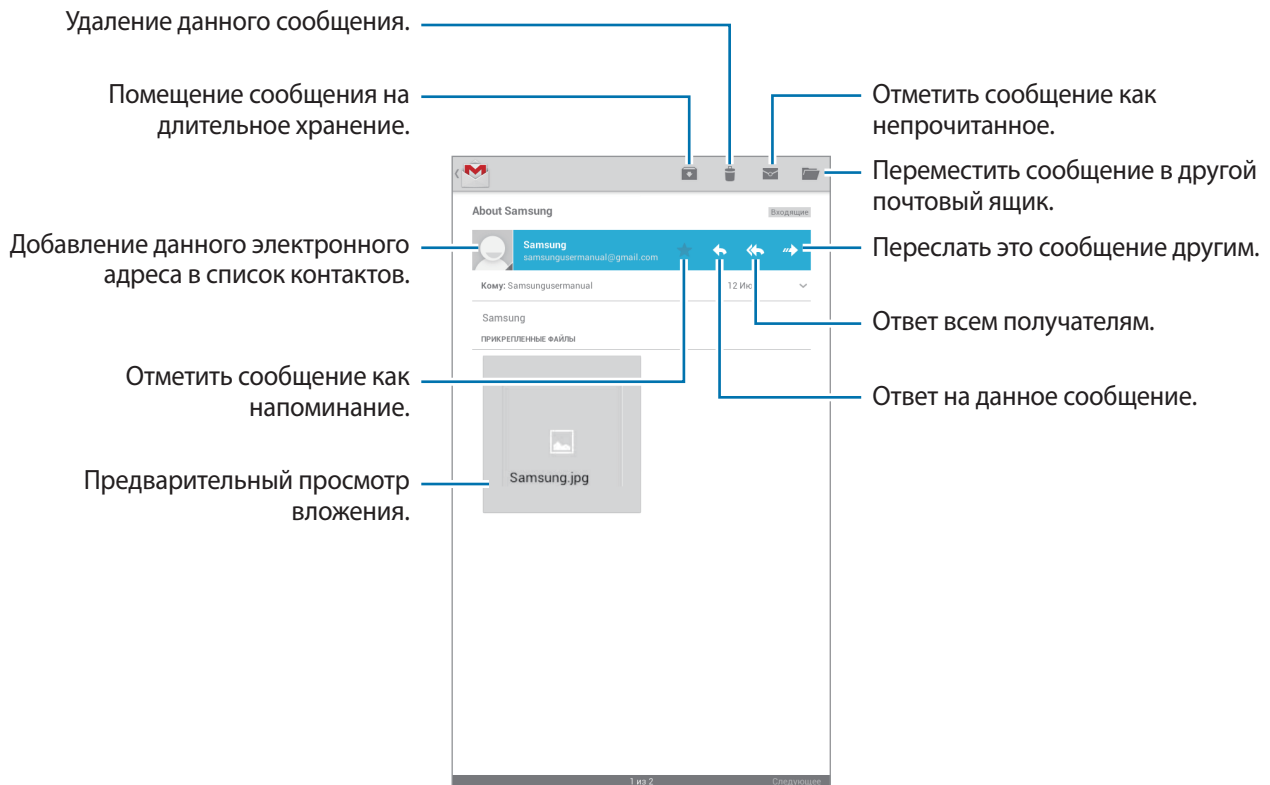 Удаление данного сообщения.
Помещение сообщения на
длительное хранение.
Отметить сообщение как
непрочитанное.
Переместить сообщение в другой
почтовый ящик.
About Samsung
Входящие
Добавление данного электронного
адреса в список контактов.
Samsung
samsungusermanual@gmail.com
Переслать это сообщение другим.
Кому: Samsungusermanual
12
Samsung
ПРИКРЕПЛЕННЫЕ ФАЙЛЫ
Ответ всем получателям.
Отметить сообщение как
напоминание.
Ответ на данное сообщение.
Предварительный просмотр
вложения.
Samsung.jpg
1 из 2
Следующее